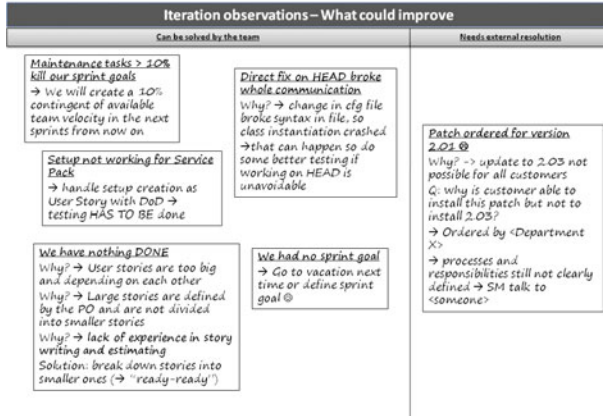 Iteration observations – What could improve
Can be solved by the team
Needs external resolution
Maintenance tasks > 10%
kill our sprint goals
→ We will create a 10%
contingent of available
team velocity in the next
sprints from now on
Direct fix on HEAD broke
whole communication
Why? → change in cfg file
broke syntax in file, so
class instantiation crashed
→that can happen so do
some better testing if
working on HEAD is
unavoidable
Setup not working for Service
Pack
→ handle setup creation as
User Story with DoD →
testing HAS TO BE done
We have nothing DONE
Why? → User stories are too big
and depending on each other
Why? → Large stories are defined
by the PO and are not divided
into smaller stories
Why? → lack of experience in story
writing and estimating
Solution: break down stories into
smaller ones (→ "ready-ready")
We had no sprint goal
→ Go to vacation next
time or define sprint
goal ☺
Patch ordered for version
2.01 ☹
Why? -> update to 2.03 not
possible for all customers
Q: why is customer able to
install this patch but not to
install 2.03?
→ Ordered by <Department
X>
→ processes and
responsibilities still not clearly
defined → SM talk to
<someone>